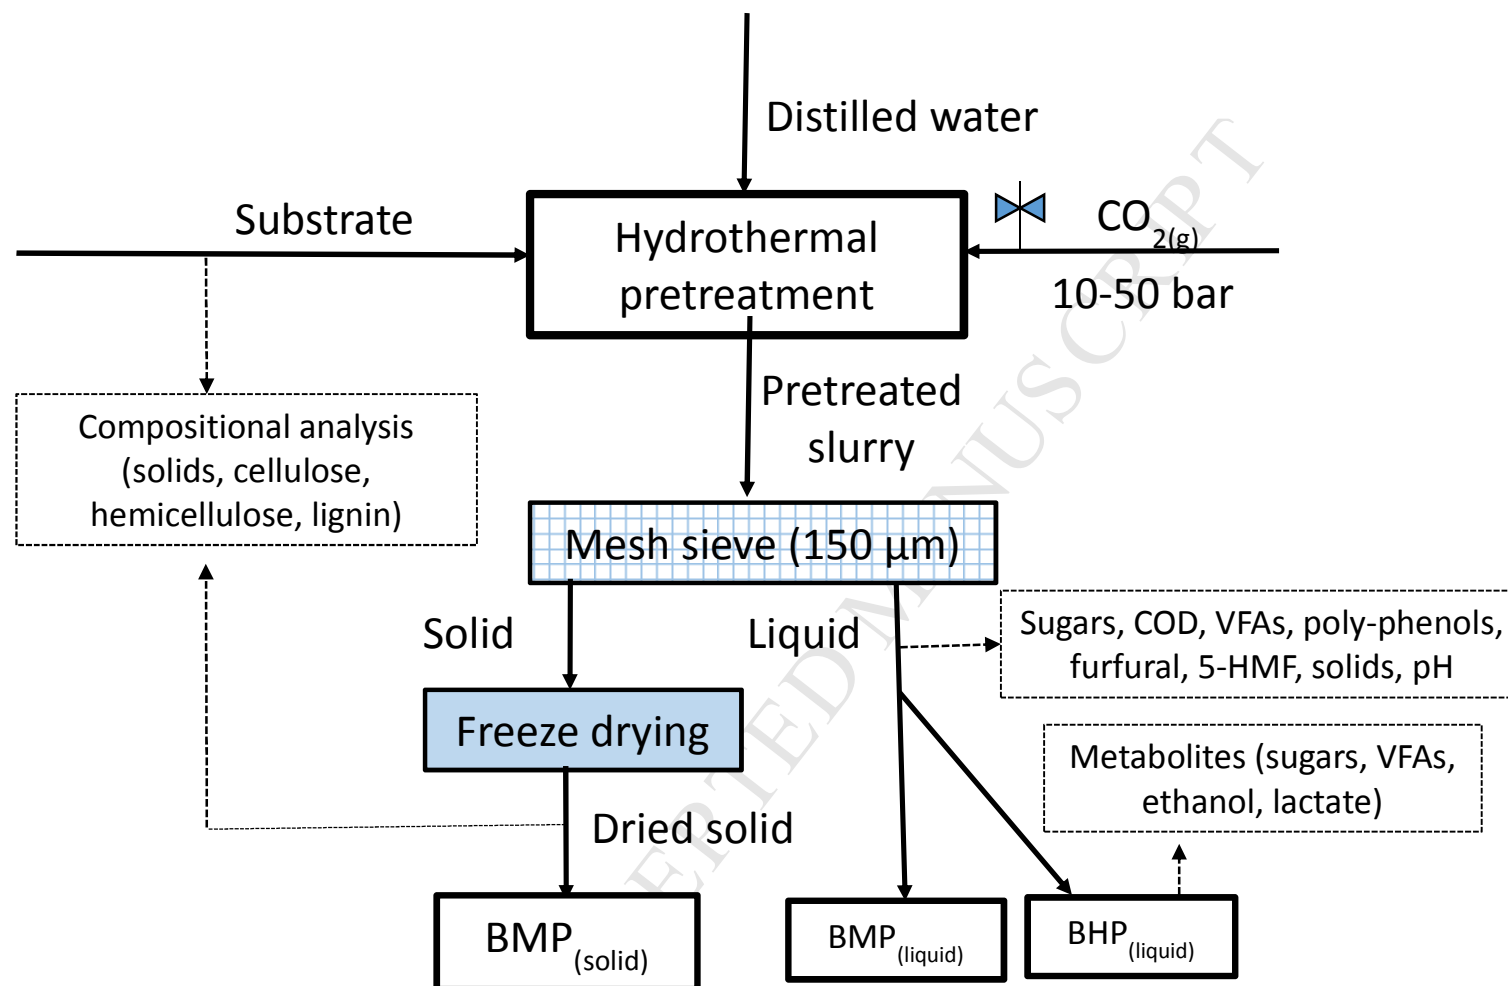 Distilled water
Substrate
CO2(g)
Hydrothermal
pretreatment
10-50 bar
Pretreated
slurry
Compositional analysis
(solids, cellulose,
hemicellulose, lignin)
Mesh sieve (150 µm)
Solid
Liquid
Sugars, COD, VFAs, poly-phenols,
furfural, 5-HMF, solids, pH
Freeze drying
Metabolites (sugars, VFAs,
ethanol, lactate)
Dried solid
BMP(solid)
BMP(liquid)
BHP(liquid)
ERTED MANUSCRIPT